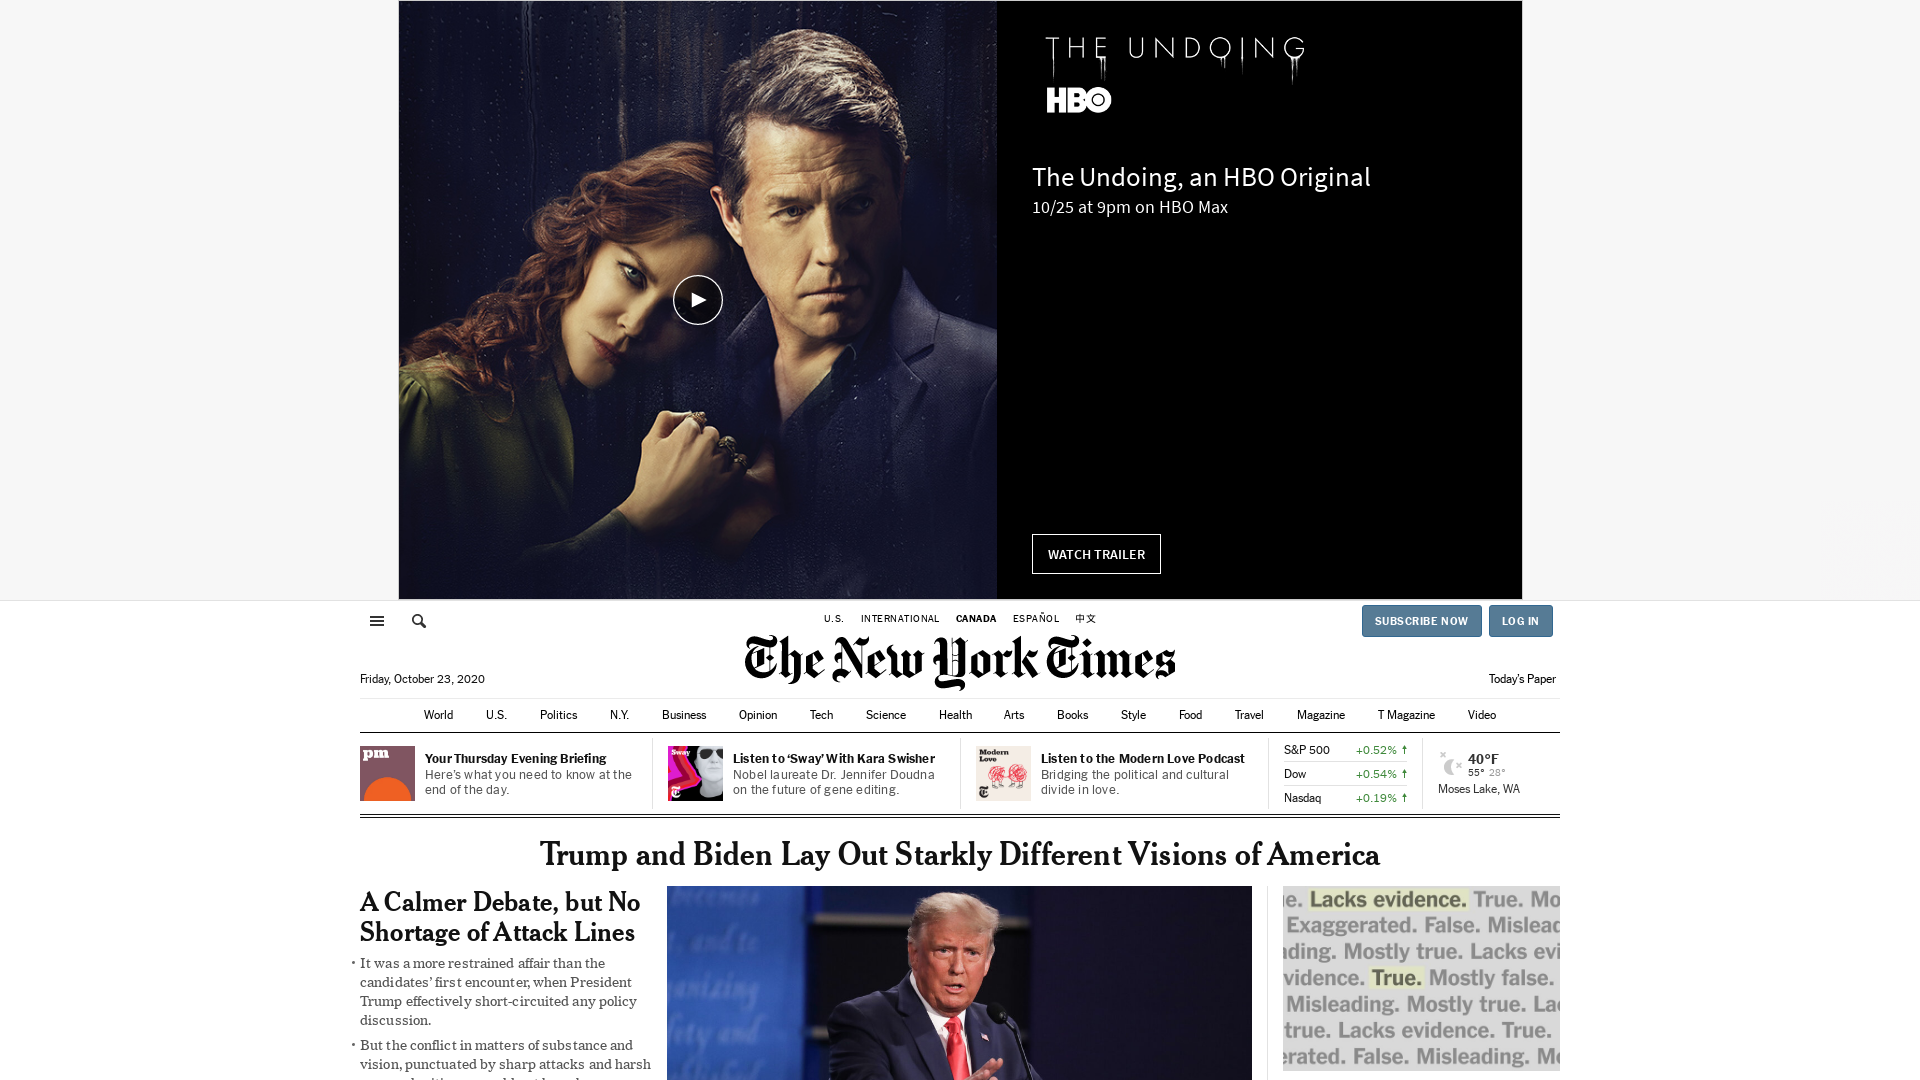 THE UNDOING
HBO
The Undoing, an HBO Original
10/25 at 9pm on HBO Max
WATCH TRAILER
U.S. INTERNATIONAL CANADA ESPAÑOL 中文
SUBSCRIBE NOW LOG IN
The New York Times
Friday, October 23, 2020
Today's Paper
World U.S. Politics N.Y. Business Opinion Tech Science Health Arts Books Style Food Travel Magazine T Magazine Video
pm
Your Thursday Evening Briefing
Here's what you need to know at the
end of the day.
Sway
Listen to ‘Sway’ With Kara Swisher
Nobel laureate Dr. Jennifer Doudna
on the future of gene editing.
Modern
Love
Listen to the Modern Love Podcast
Bridging the political and cultural
divide in love.
S&P 500 +0.52% ↑
Dow +0.54% ↑
Nasdaq +0.19% ↑
40°F
55° 28°
Moses Lake, WA
Trump and Biden Lay Out Starkly Different Visions of America
A Calmer Debate, but No
Shortage of Attack Lines
• It was a more restrained affair than the
candidates’ first encounter, when President
Trump effectively short-circuited any policy
discussion.
• But the conflict in matters of substance and
vision, punctuated by sharp attacks and harsh
e. Lacks evidence. True. Mo
Exaggerated. False. Mislead
ding. Mostly true. Lacks evi
vidence. True. Mostly false.
Misleading. Mostly true. La
true. Lacks evidence. True.
erated. False. Misleading. M